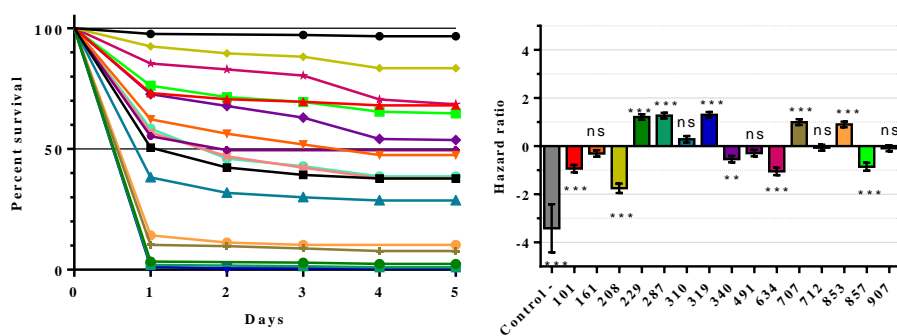 100
50
0
Percent survival
0 1 2 3 4 5
Days
4
2
0
-2
-4
Hazard ratio
*** *** ***
*** ***
ns ns ns ns ns
*** ** *** ***
***
***
Control- 101 161 208 229 287 310 319 340 491 634 707 712 853 857 907